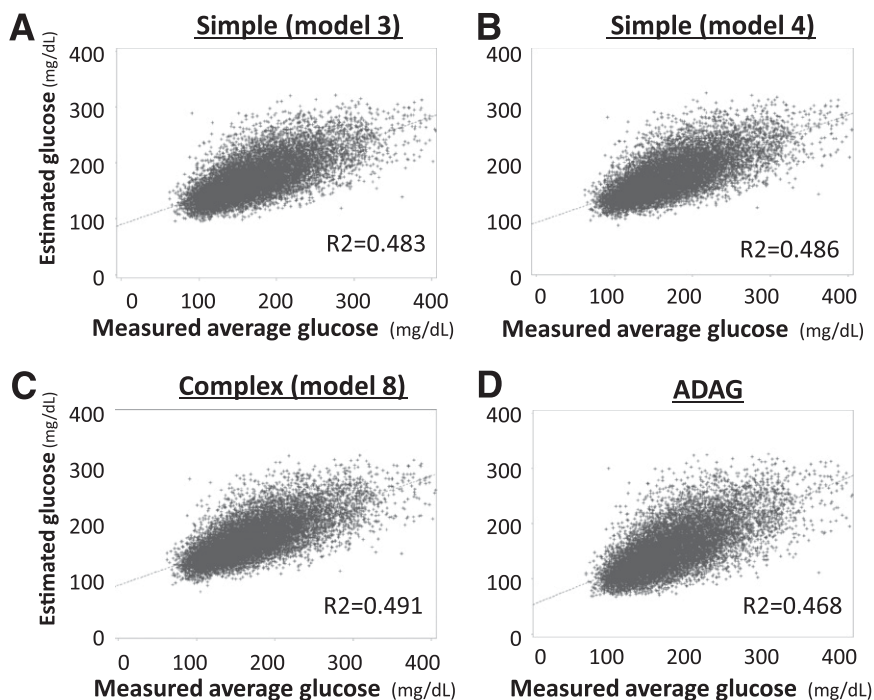 A
Simple (model 3)
Estimated glucose (mg/dL)
400
300
200
100
0
R2=0.483
0 100 200 300 400
Measured average glucose (mg/dL)
B
Simple (model 4)
400
300
200
100
0
R2=0.486
0 100 200 300 400
Measured average glucose (mg/dL)
C
Complex (model 8)
Estimated glucose (mg/dL)
400
300
200
100
0
R2=0.491
0 100 200 300 400
Measured average glucose (mg/dL)
D
ADAG
400
300
200
100
0
R2=0.468
0 100 200 300 400
Measured average glucose (mg/dL)